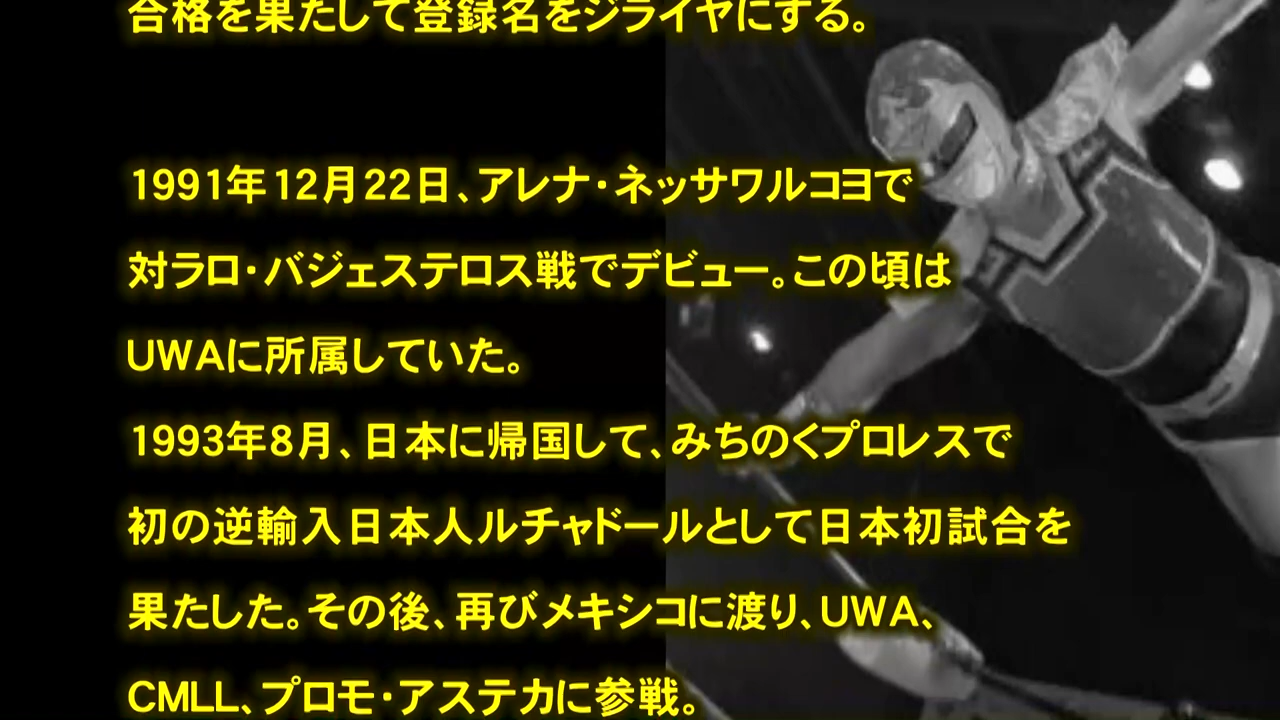 合格を果たして登録名をジライヤにする。
1991年12月22日、アレナ・ネッサワルコヨで
対ラロ・バジェステロス戦でデビュー。この頃は
UWAに所属していた。
1993年8月、日本に帰国して、みちのくプロレスで
初の逆輸入日本人ルチャドールとして日本初試合を
果たした。その後、再びメキシコに渡り、UWA、
CMLL、プロモ・アステカに参戦。